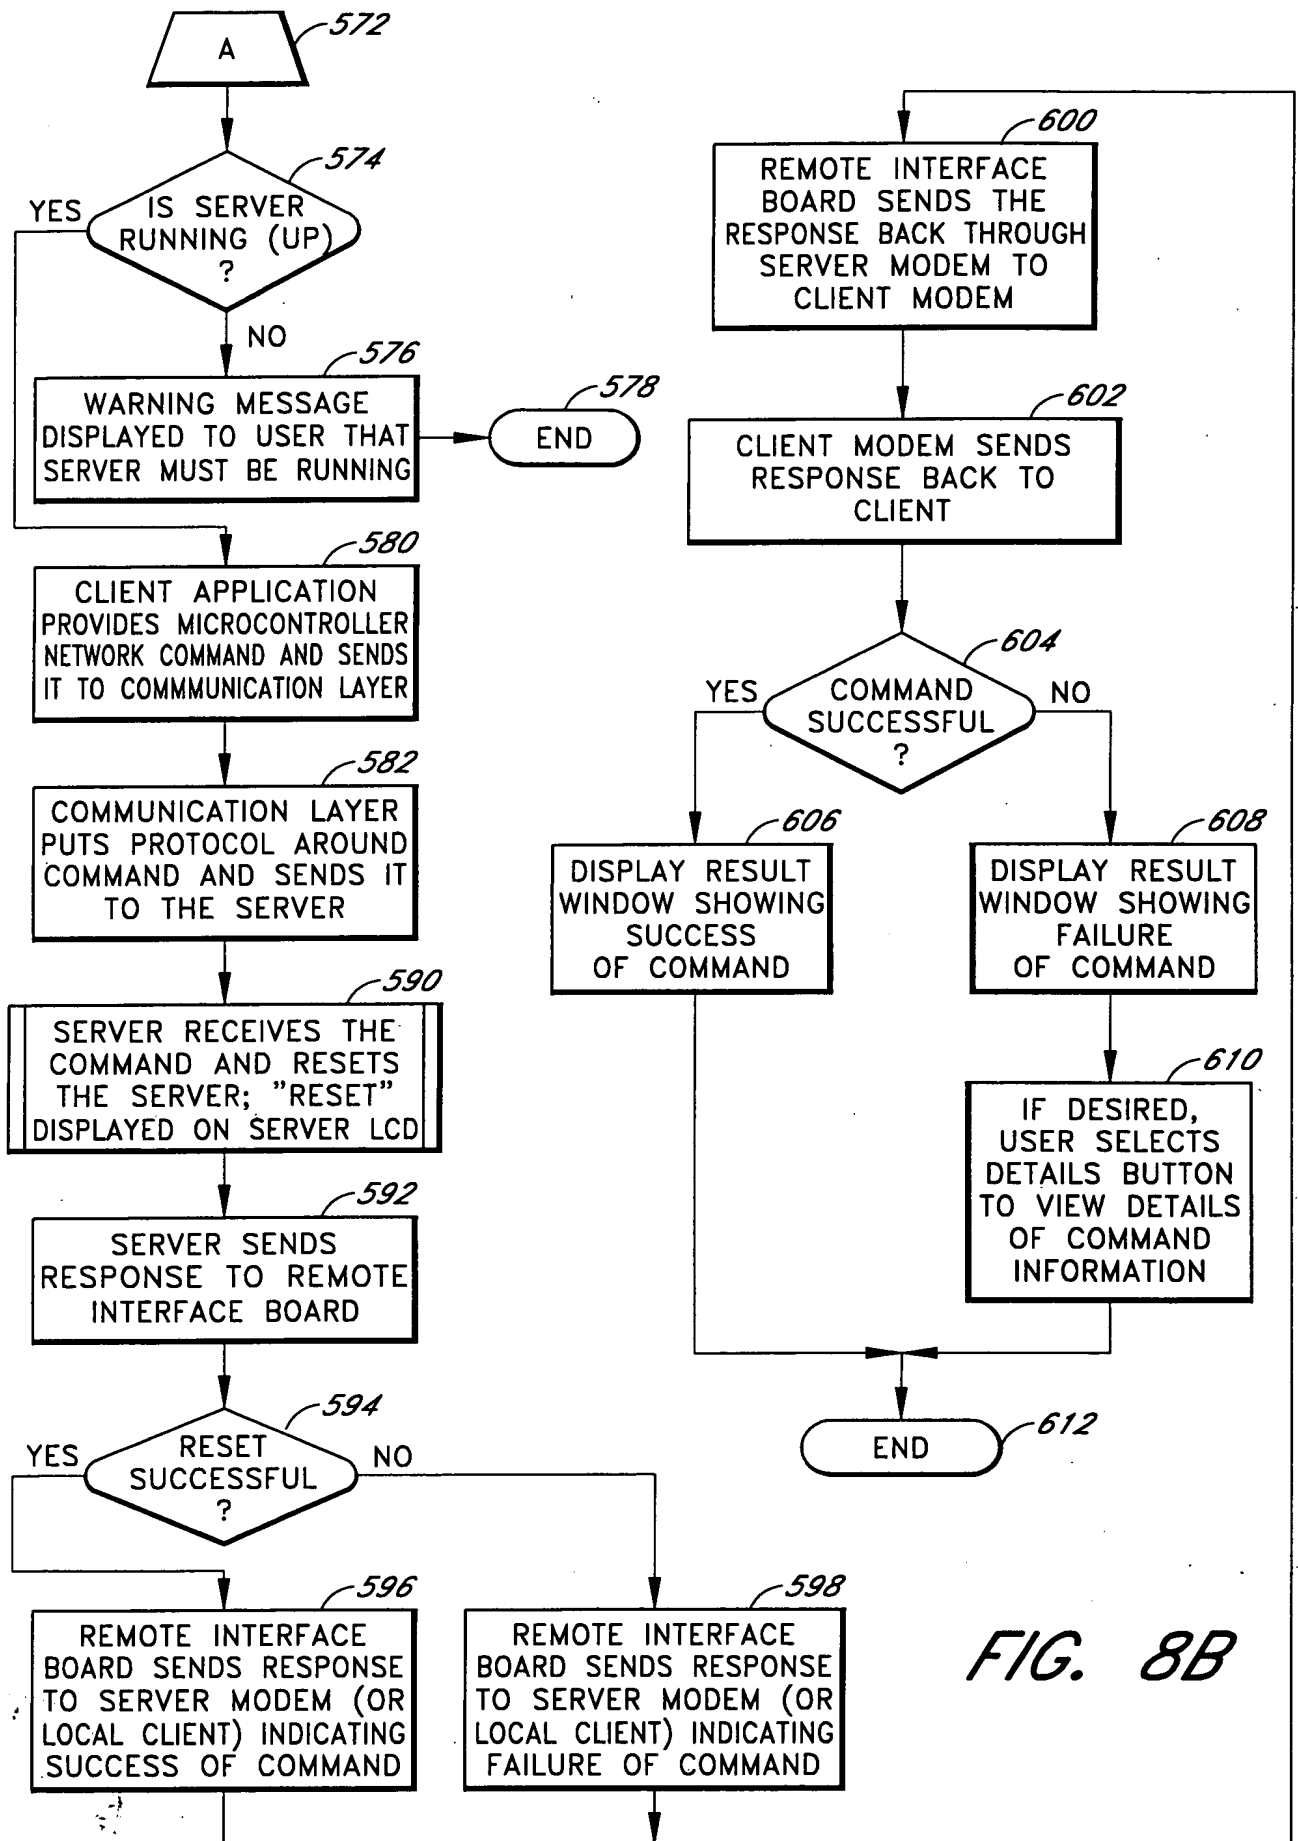 A
572
574
IS SERVER
RUNNING (UP)
?
YES
NO
576
WARNING MESSAGE
DISPLAYED TO USER THAT
SERVER MUST BE RUNNING
578
END
580
CLIENT APPLICATION
PROVIDES MICROCONTROLLER
NETWORK COMMAND AND SENDS
IT TO COMMMUNICATION LAYER
582
COMMUNICATION LAYER
PUTS PROTOCOL AROUND
COMMAND AND SENDS IT
TO THE SERVER
590
SERVER RECEIVES THE
COMMAND AND RESETS
THE SERVER; "RESET"
DISPLAYED ON SERVER LCD
592
SERVER SENDS
RESPONSE TO REMOTE
INTERFACE BOARD
594
RESET
SUCCESSFUL
?
YES
NO
596
REMOTE INTERFACE
BOARD SENDS RESPONSE
TO SERVER MODEM (OR
LOCAL CLIENT) INDICATING
SUCCESS OF COMMAND
598
REMOTE INTERFACE
BOARD SENDS RESPONSE
TO SERVER MODEM (OR
LOCAL CLIENT) INDICATING
FAILURE OF COMMAND
600
REMOTE INTERFACE
BOARD SENDS THE
RESPONSE BACK THROUGH
SERVER MODEM TO
CLIENT MODEM
602
CLIENT MODEM SENDS
RESPONSE BACK TO
CLIENT
604
COMMAND
SUCCESSFUL
?
YES
NO
606
DISPLAY RESULT
WINDOW SHOWING
SUCCESS
OF COMMAND
608
DISPLAY RESULT
WINDOW SHOWING
FAILURE
OF COMMAND
610
IF DESIRED,
USER SELECTS
DETAILS BUTTON
TO VIEW DETAILS
OF COMMAND
INFORMATION
END
612
FIG. 8B